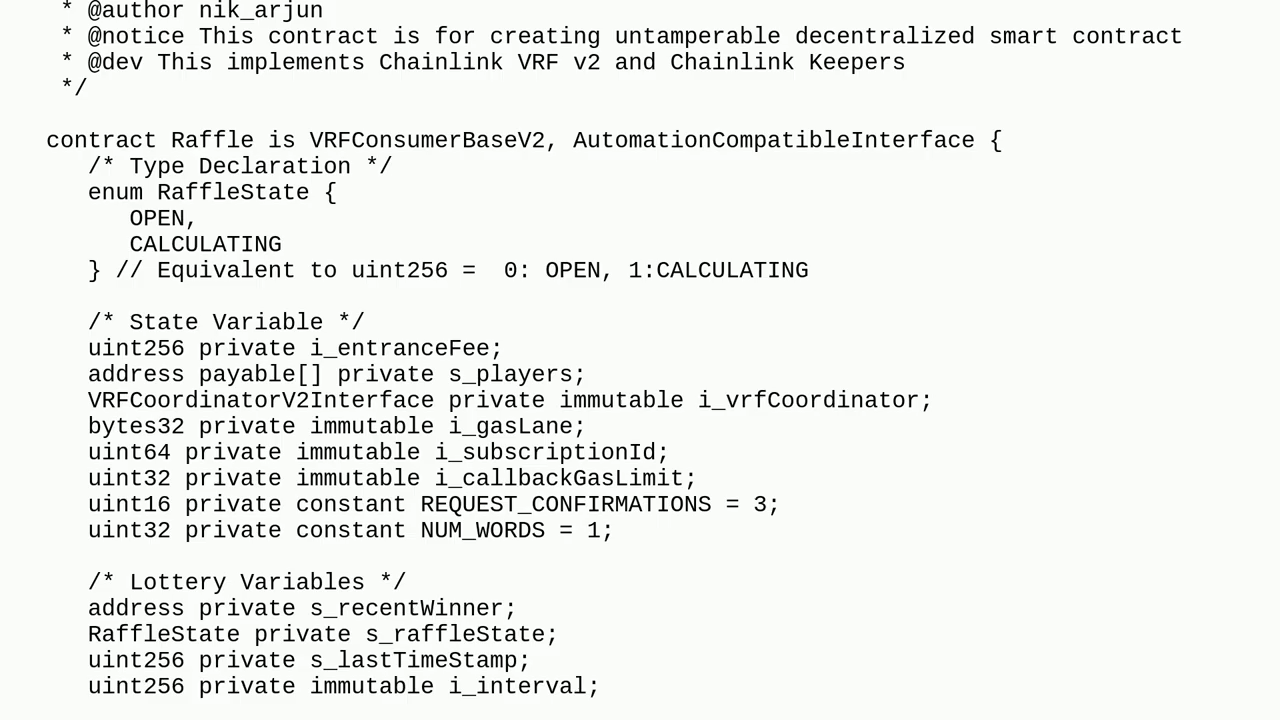 * @author nik_arjun
 * @notice This contract is for creating untamperable decentralized smart contract
 * @dev This implements Chainlink VRF v2 and Chainlink Keepers
 */

contract Raffle is VRFConsumerBaseV2, AutomationCompatibleInterface {
   /* Type Declaration */
   enum RaffleState {
      OPEN,
      CALCULATING
   } // Equivalent to uint256 =  0: OPEN, 1:CALCULATING

   /* State Variable */
   uint256 private i_entranceFee;
   address payable[] private s_players;
   VRFCoordinatorV2Interface private immutable i_vrfCoordinator;
   bytes32 private immutable i_gasLane;
   uint64 private immutable i_subscriptionId;
   uint32 private immutable i_callbackGasLimit;
   uint16 private constant REQUEST_CONFIRMATIONS = 3;
   uint32 private constant NUM_WORDS = 1;

   /* Lottery Variables */
   address private s_recentWinner;
   RaffleState private s_raffleState;
   uint256 private s_lastTimeStamp;
   uint256 private immutable i_interval;